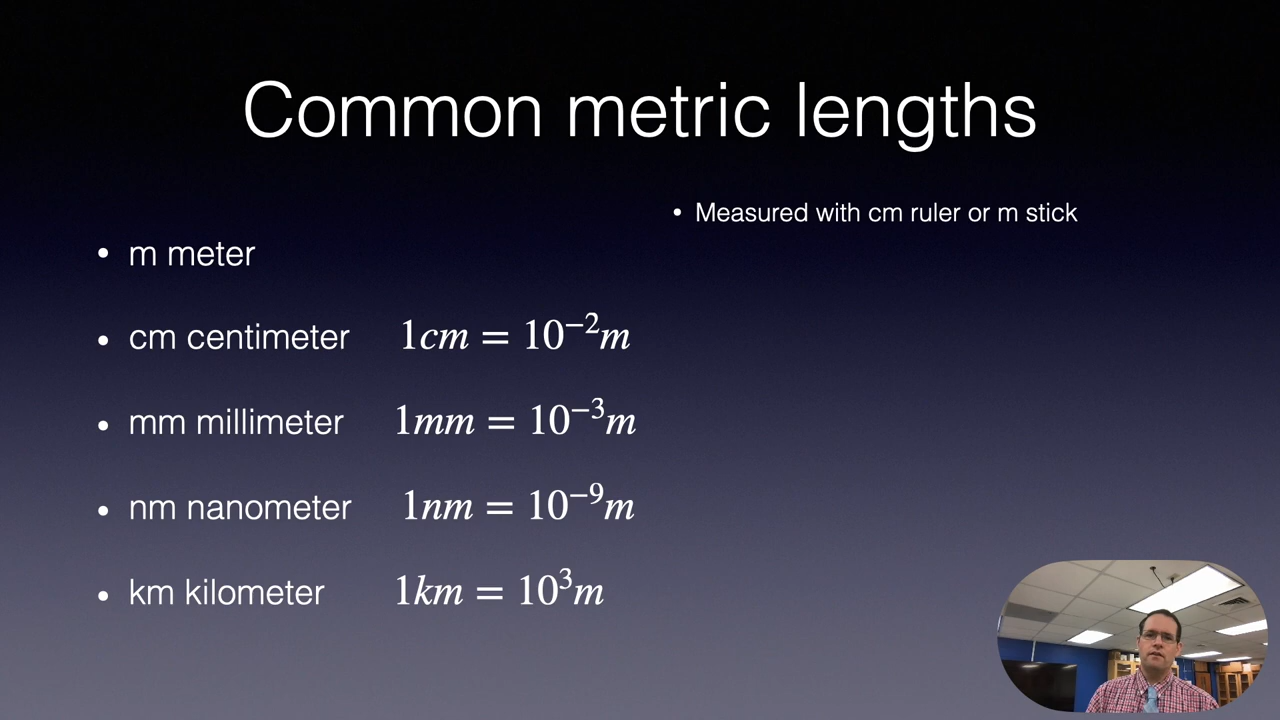 Common metric lengths
• Measured with cm ruler or m stick
• m meter
• cm centimeter 1cm = 10⁻²m
• mm millimeter 1mm = 10⁻³m
• nm nanometer 1nm = 10⁻⁹m
• km kilometer 1km = 10³m